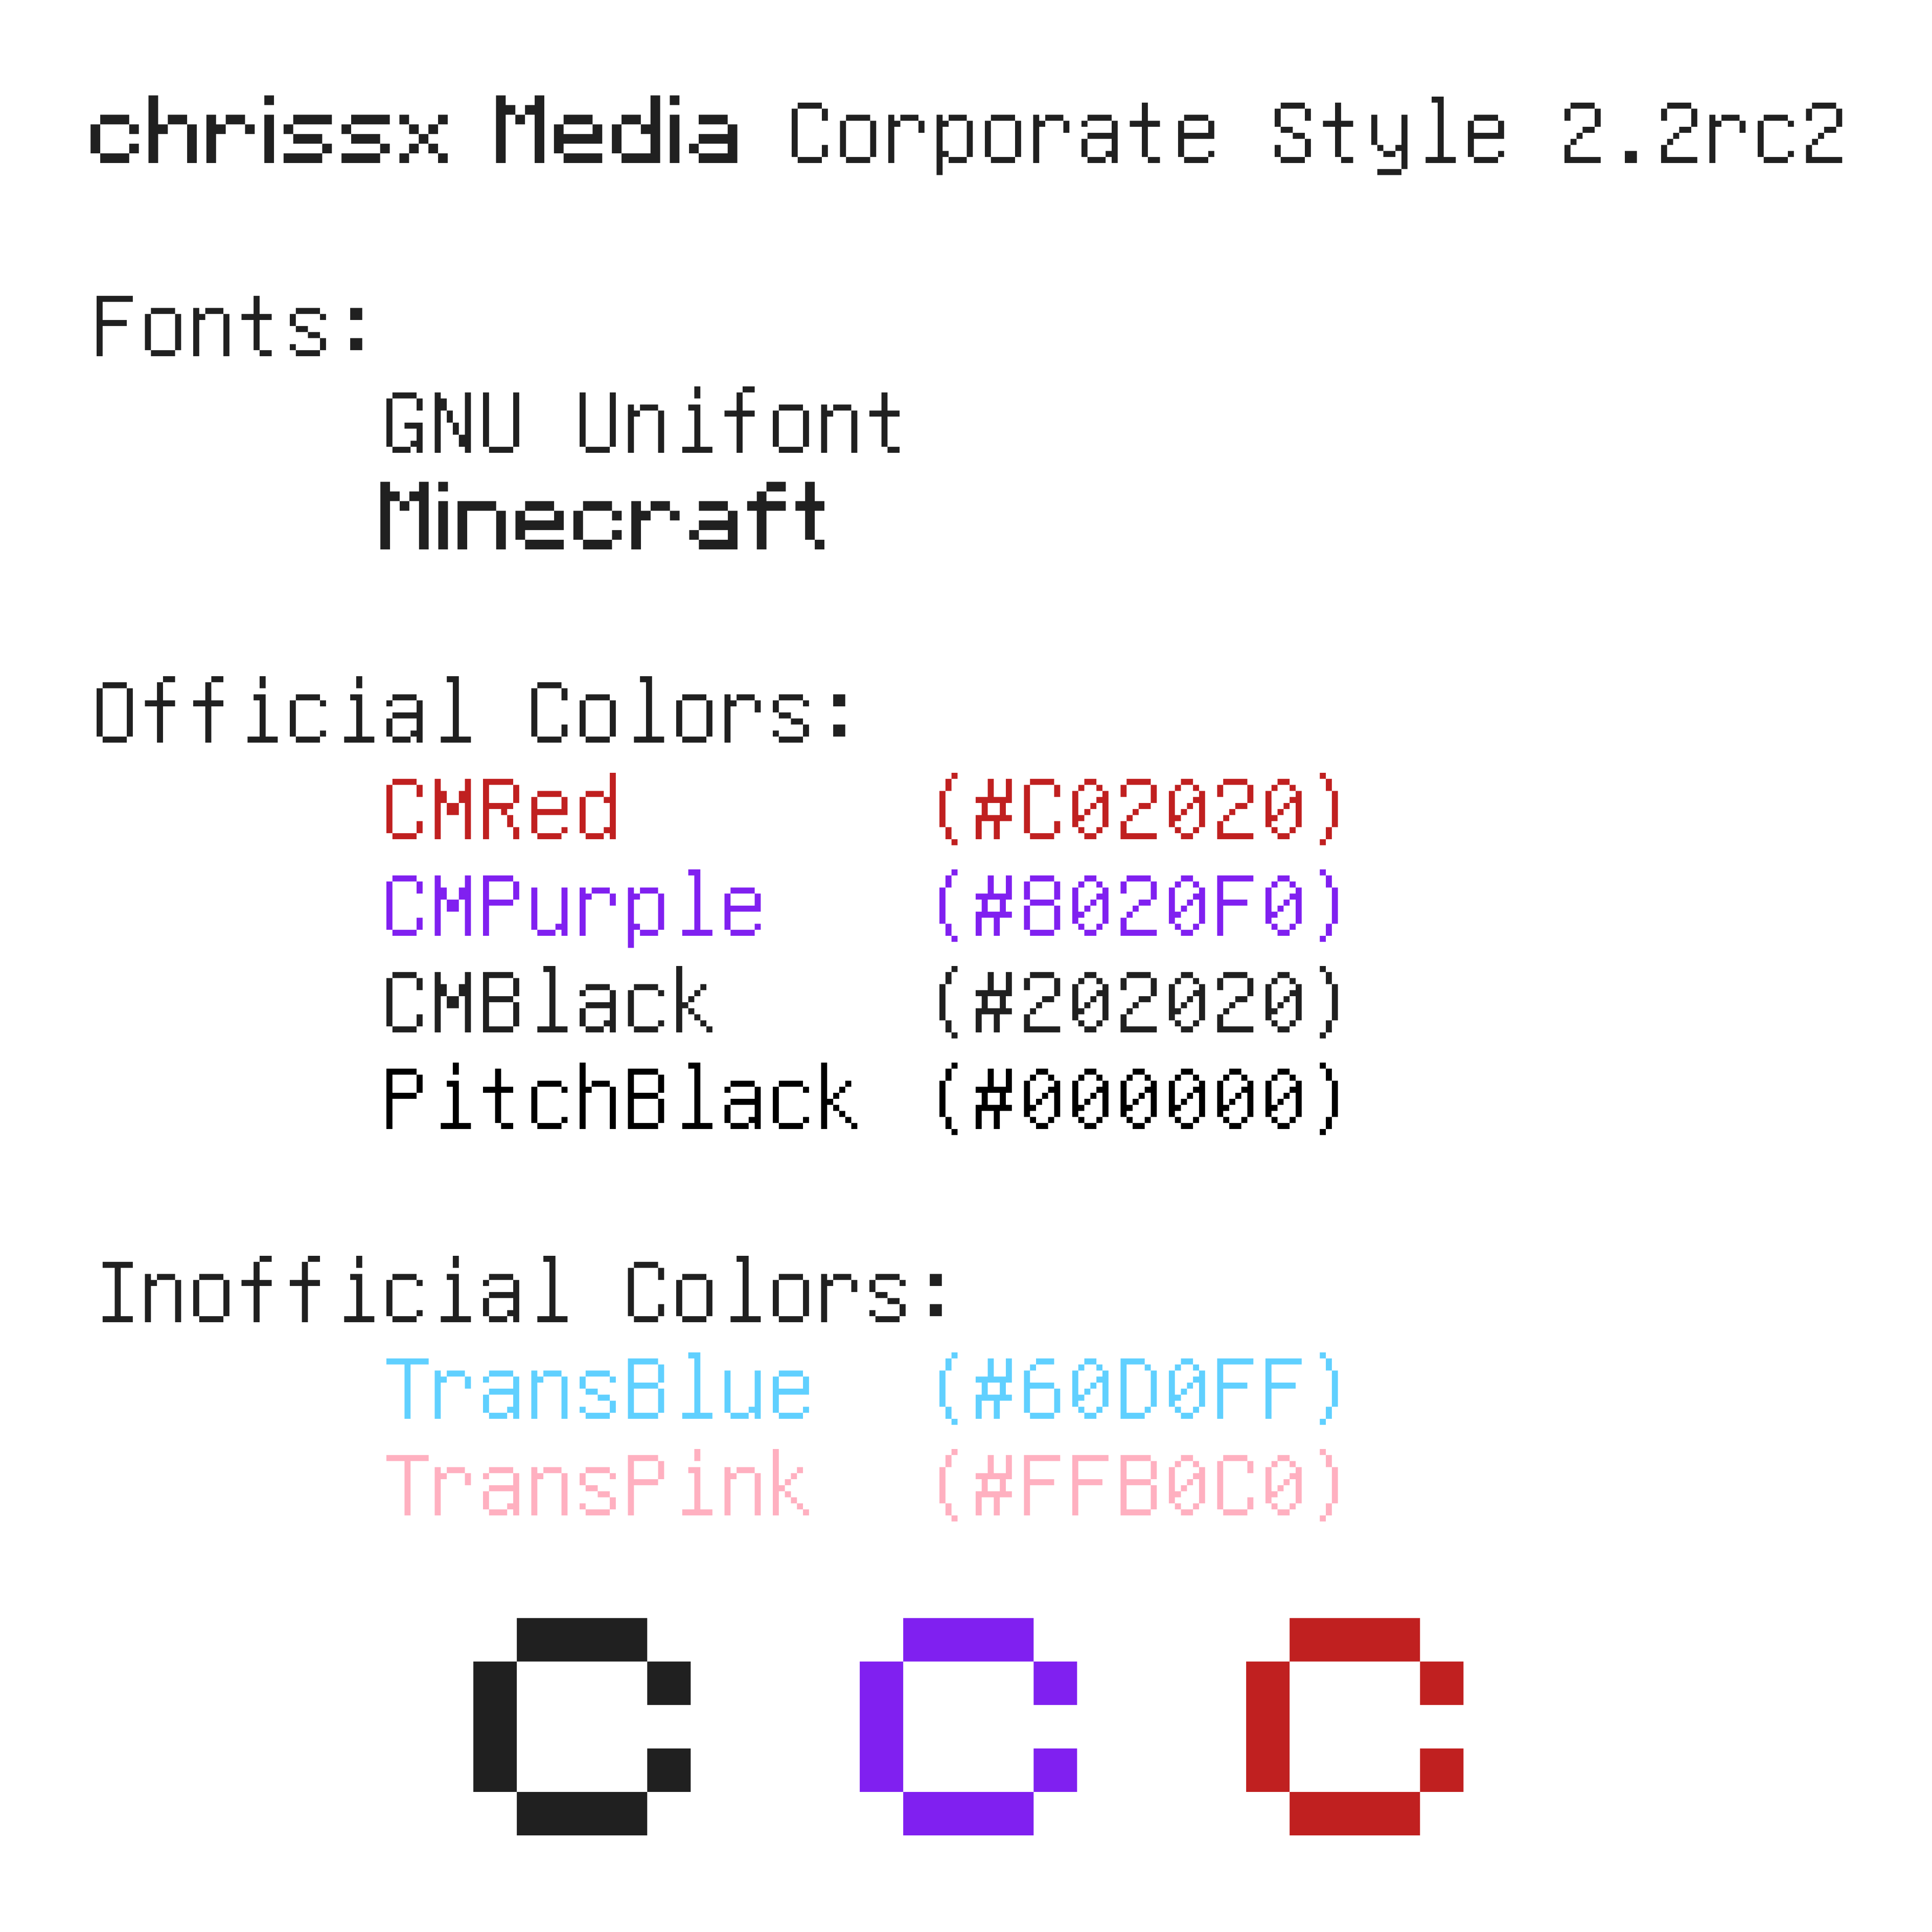 chrissx Media Corporate Style 2.2rc2
Fonts:
GNU Unifont
Minecraft
Official Colors:
CMRed (#C02020)
CMPurple (#8020F0)
CMBlack (#202020)
PitchBlack (#000000)
Inofficial Colors:
TransBlue (#60D0FF)
TransPink (#FFB0C0)
c c c